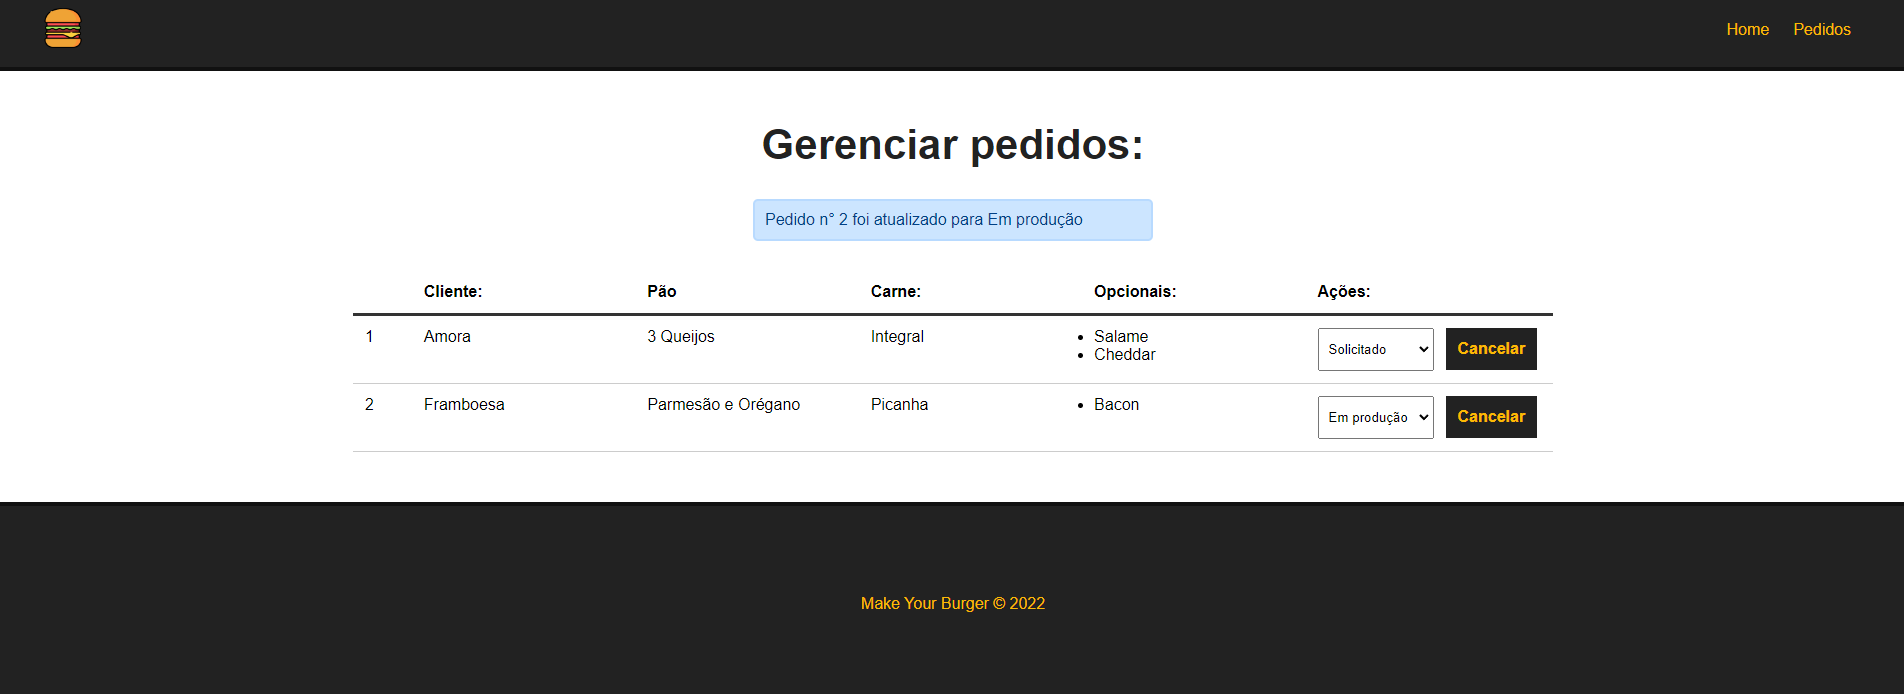 Home Pedidos
Gerenciar pedidos:
Pedido n° 2 foi atualizado para Em produção
Cliente: Pão Carne: Opcionais: Ações:
1 Amora 3 Queijos Integral • Salame Solicitado Cancelar
• Cheddar
2 Framboesa Parmesão e Orégano Picanha • Bacon Em produção Cancelar
Make Your Burger © 2022